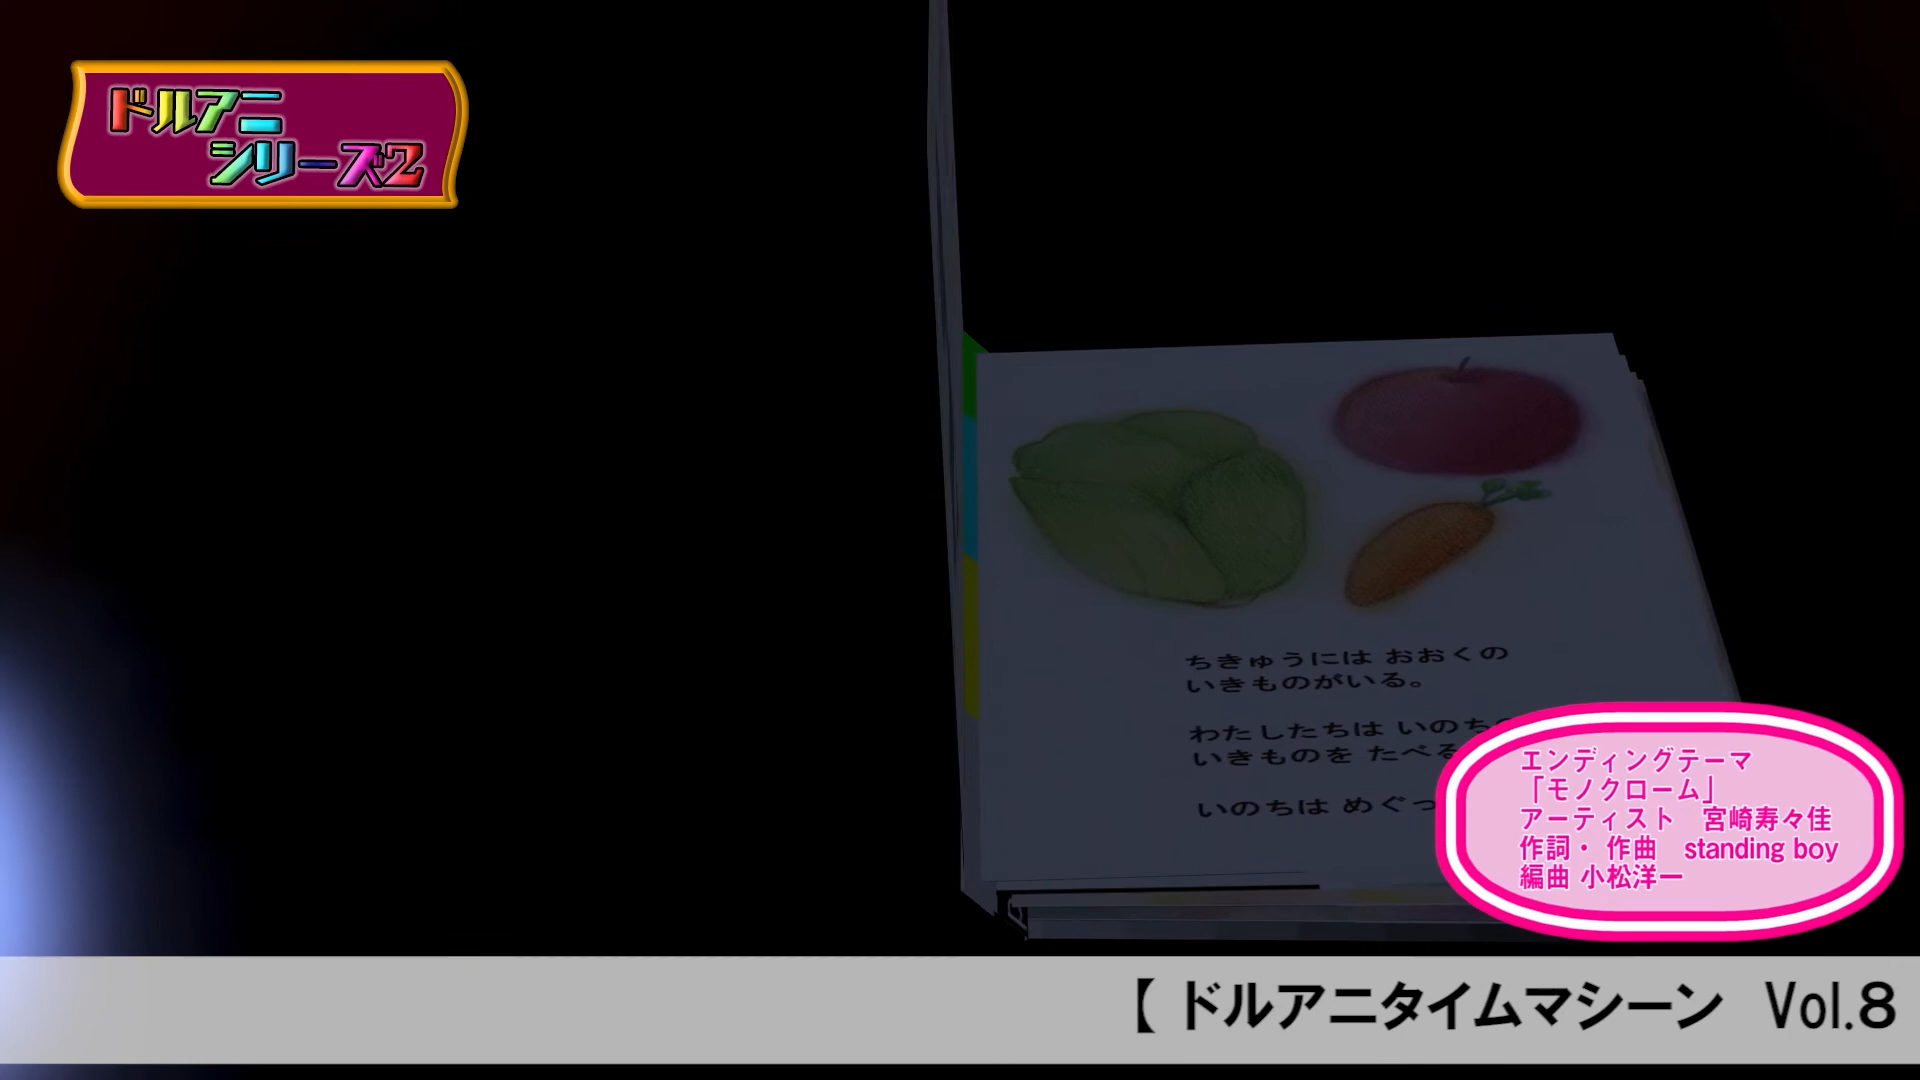 ドルアニ
シリーズ2
ちきゅうには おおくの
いきものがいる。
わたしたちは いのち
いきものを たべる
いのちは めぐっ
エンディングテーマ
「モノクローム」
アーティスト 宮崎寿々佳
作詞・ 作曲 standing boy
編曲 小松洋一
【 ドルアニタイムマシーン Vol.8